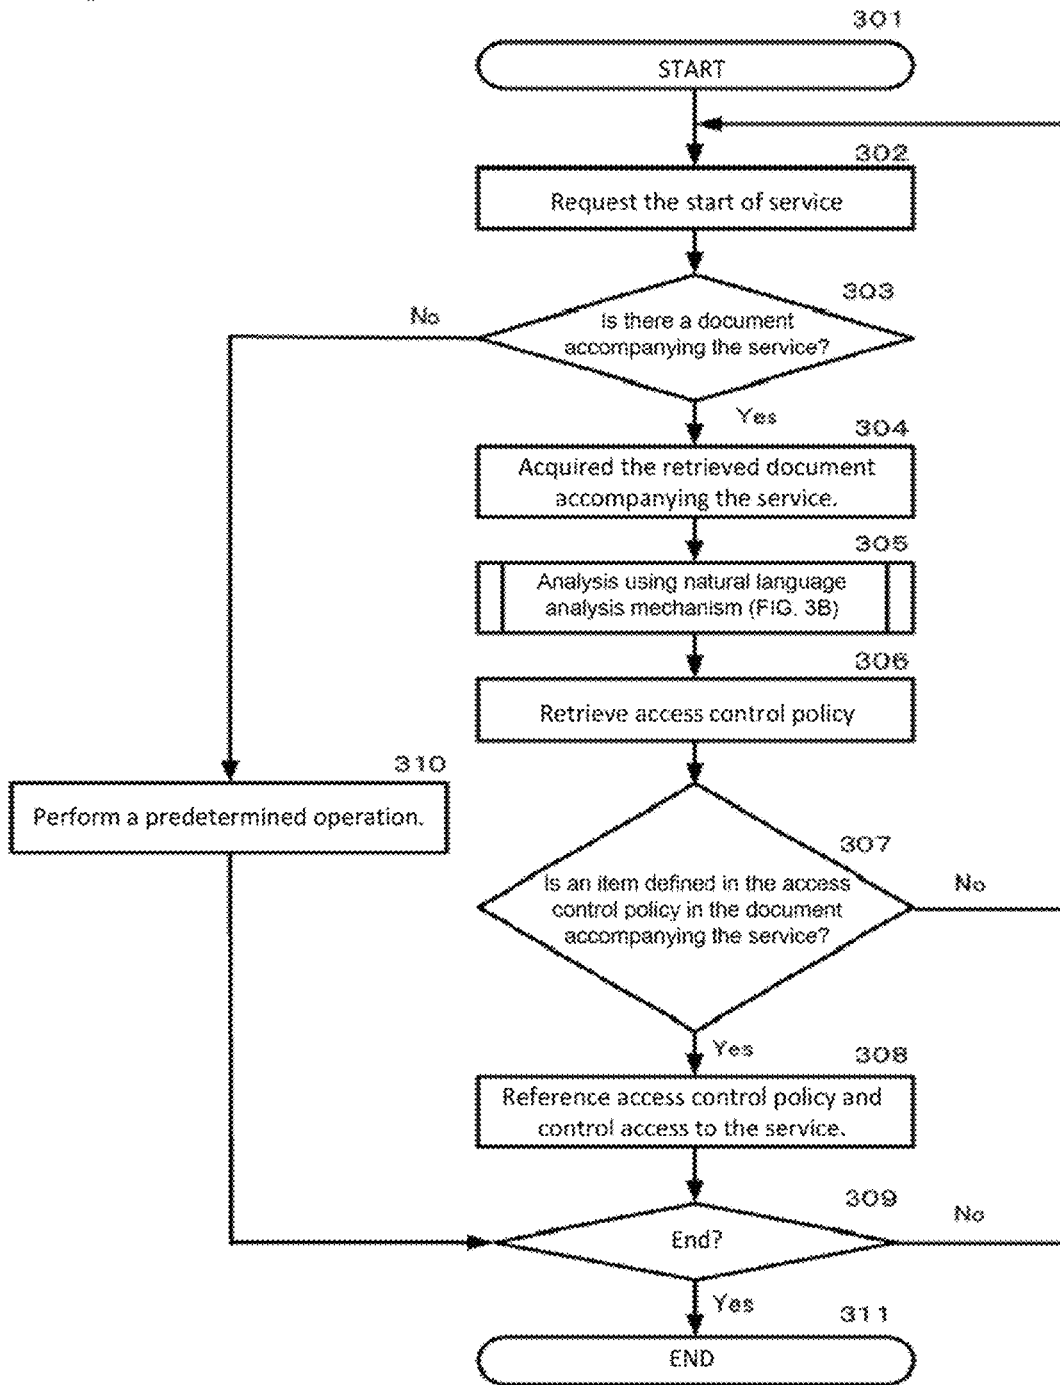 301
START
302
Request the start of service
303
No
Is there a document
accompanying the service?
Yes
304
Acquired the retrieved document
accompanying the service.
305
Analysis using natural language
analysis mechanism (FIG. 3B)
306
Retrieve access control policy
310
Perform a predetermined operation.
307
Is an item defined in the access
control policy in the document
accompanying the service?
No
Yes
308
Reference access control policy and
control access to the service.
309
No
End?
Yes
311
END